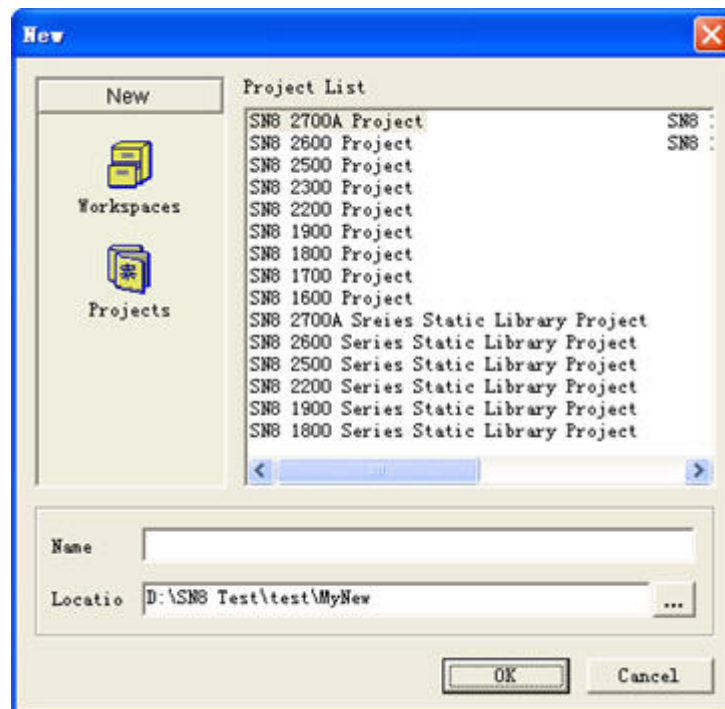 New
New
Workspaces
Projects
Project List
SN8 2700A Project
SN8 2600 Project
SN8 2500 Project
SN8 2300 Project
SN8 2200 Project
SN8 1900 Project
SN8 1800 Project
SN8 1700 Project
SN8 1600 Project
SN8 2700A Sreies Static Library Project
SN8 2600 Series Static Library Project
SN8 2500 Series Static Library Project
SN8 2200 Series Static Library Project
SN8 1900 Series Static Library Project
SN8 1800 Series Static Library Project
SN8
SN8
Name
Locatio D:\SN8 Test\test\MyNew
...
OK Cancel